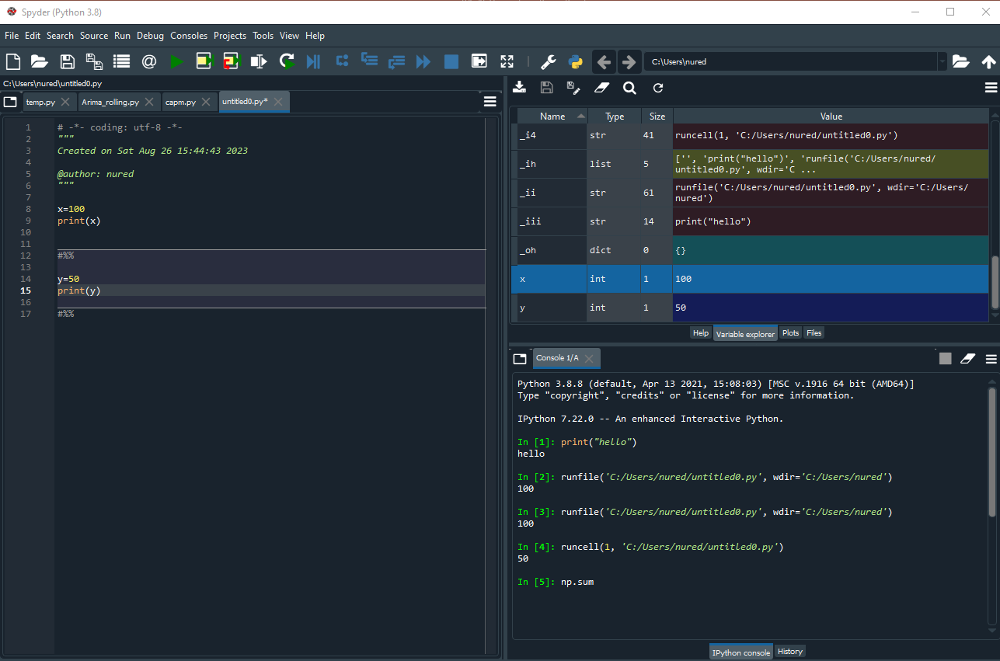 Spyder (Python 3.8)
File Edit Search Source Run Debug Consoles Projects Tools View Help
C:\Users\nured
C:\Users\nured\untitled0.py
temp.py Arima_rolling.py capm.py untitled0.py*
1 # -*- coding: utf-8 -*-
2 """
3 Created on Sat Aug 26 15:44:43 2023
4
5 @author: nured
6 """
7
8 x=100
9 print(x)
10
11
12 #%%
13
14 y=50
15 print(y)
16
17 #%%
Name Type Size Value
_i4 str 41 runcell(1, 'C:/Users/nured/untitled0.py')
_ih list 5 ['', 'print("hello")', 'runfile('C:/Users/nured/
untitled0.py', wdir='C ...
_ii str 61 runfile('C:/Users/nured/untitled0.py', wdir='C:/Users/
nured')
_iii str 14 print("hello")
_oh dict 0 {}
x int 1 100
y int 1 50
Help Variable explorer Plots Files
Console 1/A
Python 3.8.8 (default, Apr 13 2021, 15:08:03) [MSC v.1916 64 bit (AMD64)]
Type "copyright", "credits" or "license" for more information.
IPython 7.22.0 -- An enhanced Interactive Python.
In [1]: print("hello")
hello
In [2]: runfile('C:/Users/nured/untitled0.py', wdir='C:/Users/nured')
100
In [3]: runfile('C:/Users/nured/untitled0.py', wdir='C:/Users/nured')
100
In [4]: runcell(1, 'C:/Users/nured/untitled0.py')
50
In [5]: np.sum
IPython console History